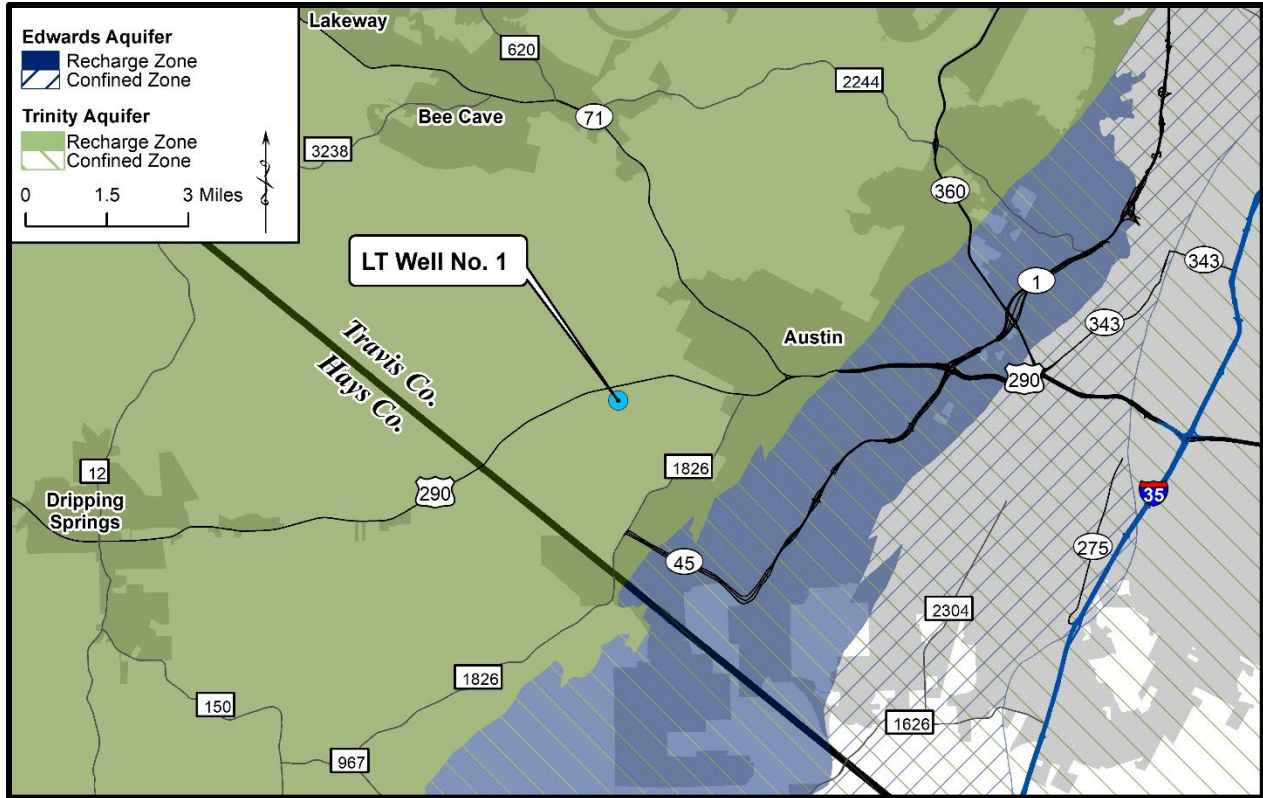 Edwards Aquifer
Recharge Zone
Confined Zone
Trinity Aquifer
Recharge Zone
Confined Zone
0 1.5 3 Miles
Lakeway
620
2244
Bee Cave
71
3238
360
LT Well No. 1
1
343
343
Travis Co.
Hays Co.
Austin
290
12
1826
290
35
Dripping
Springs
45
275
2304
1826
150
1626
967